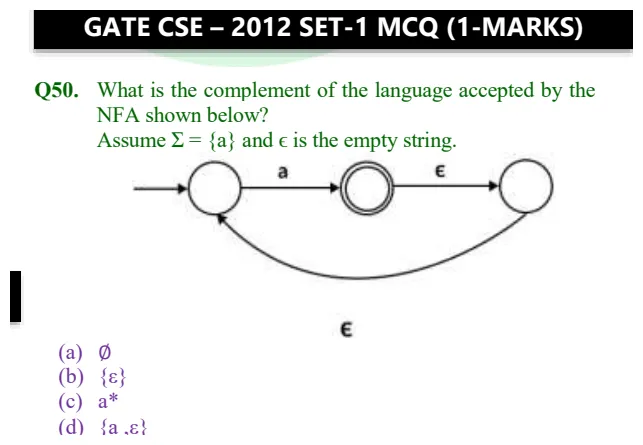 GATE CSE – 2012 SET-1 MCQ (1-MARKS)
Q50. What is the complement of the language accepted by the
NFA shown below?
Assume Σ = {a} and ϵ is the empty string.
a
ϵ
ϵ
(a) ∅
(b) {ε}
(c) a*
(d) {a ,ε}